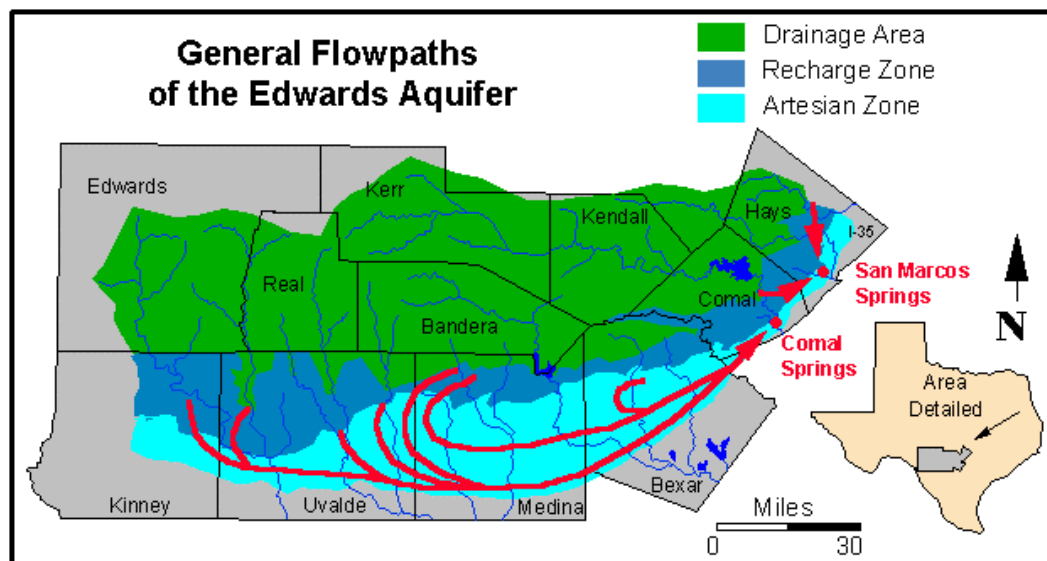 General Flowpaths
of the Edwards Aquifer
Drainage Area
Recharge Zone
Artesian Zone
Edwards
Kerr
Kendall
Hays
I-35
Real
Bandera
Comal
San Marcos
Springs
Comal
Springs
N
Area
Detailed
Kinney
Uvalde
Medina
Bexar
Miles
0 30